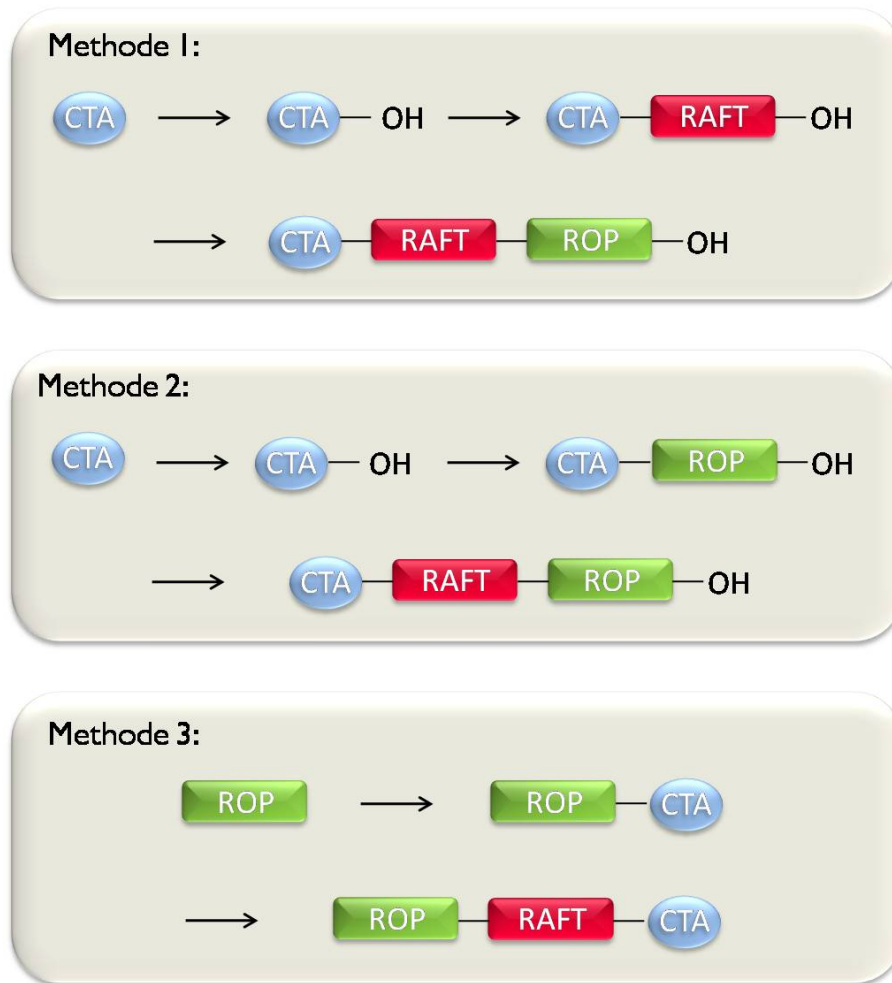 Methode 1:
CTA CTA OH CTA RAFT OH
CTA RAFT ROP OH
Methode 2:
CTA CTA OH CTA ROP OH
CTA RAFT ROP OH
Methode 3:
ROP ROP CTA
ROP RAFT CTA